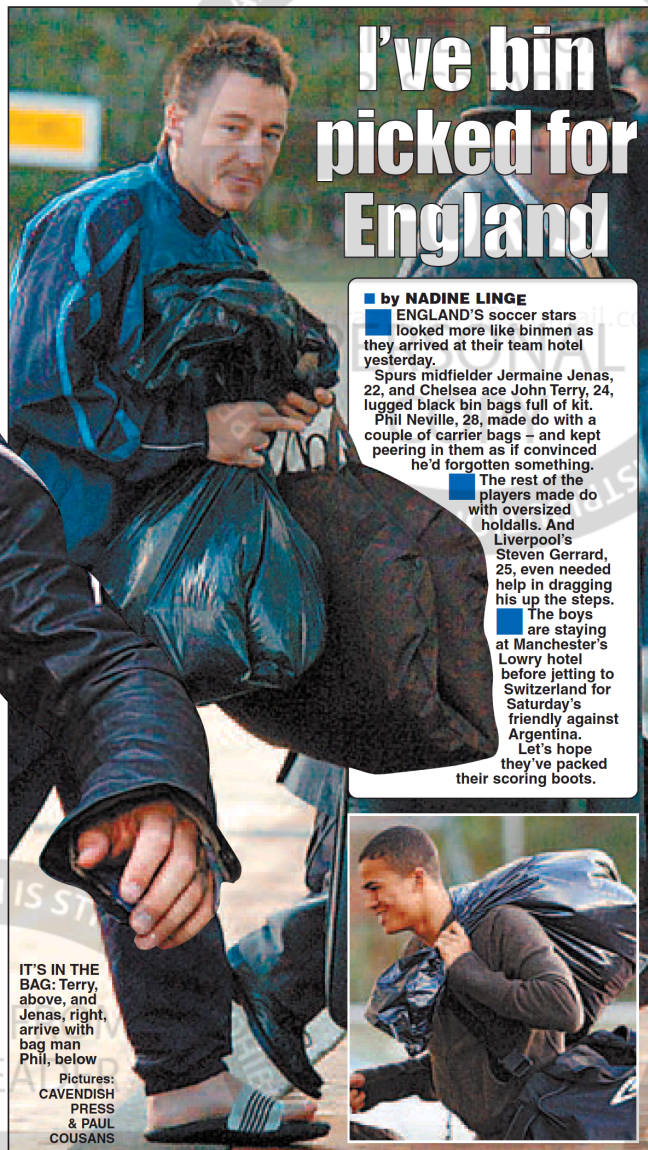 I've bin
picked for
England
by NADINE LINGE
ENGLAND'S soccer stars
looked more like binmen as
they arrived at their team hotel
yesterday.
Spurs midfielder Jermaine Jenas,
22, and Chelsea ace John Terry, 24,
lugged black bin bags full of kit.
Phil Neville, 28, made do with a
couple of carrier bags – and kept
peering in them as if convinced
he'd forgotten something.
The rest of the
players made do
with oversized
holdalls. And
Liverpool's
Steven Gerrard,
25, even needed
help in dragging
his up the steps.
The boys
are staying
at Manchester's
Lowry hotel
before jetting to
Switzerland for
Saturday's
friendly against
Argentina.
Let's hope
they've packed
their scoring boots.
IT'S IN THE
BAG: Terry,
above, and
Jenas, right,
arrive with
bag man
Phil, below
Pictures:
CAVENDISH
PRESS
& PAUL
COUSANS